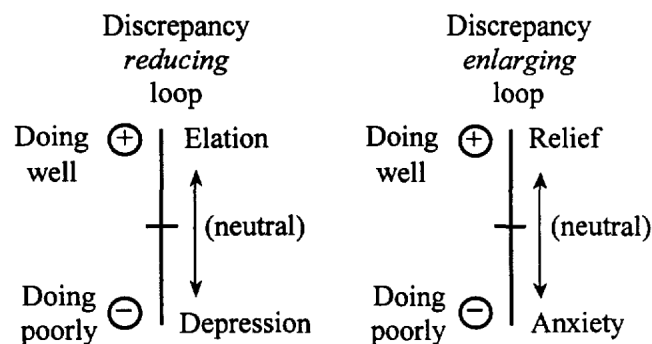 Discrepancy
reducing
loop
Doing
well
+
Elation
(neutral)
Doing
poorly
−
Depression
Discrepancy
enlarging
loop
Doing
well
+
Relief
(neutral)
Doing
poorly
−
Anxiety